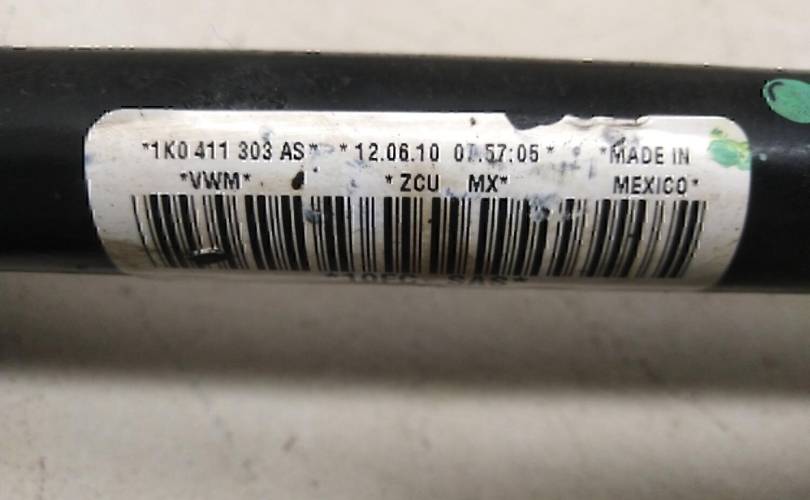 *1K0 411 303 AS* *12.06.10 07:57:05* *MADE IN
*VWM* *ZCU MX* MEXICO*